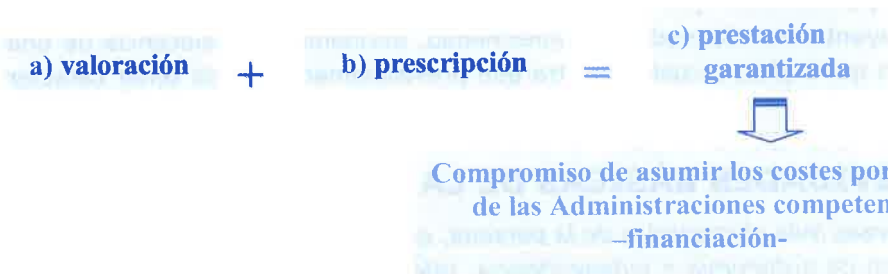 a) valoración + b) prescripción = c) prestación
garantizada
Compromiso de asumir los costes por
de las Administraciones competen
–financiación-